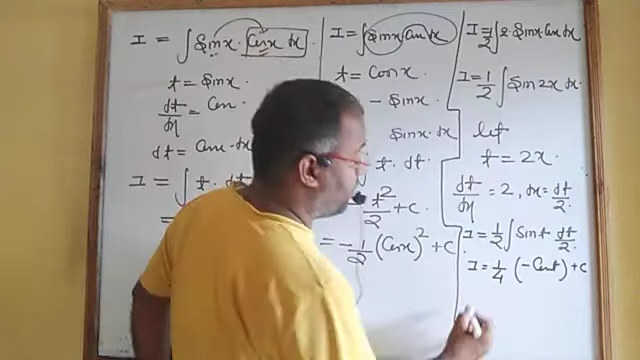 I = ∫ Sinx. Cosx dx.
t = Sinx
dt/dx = Cos
dt = Cosx. dx
I = ∫ t. d
I = ∫ Sinx Cosx dx
t = Cosx
- Sinx
Sinx. dx
t. dt.
t²/2 + c.
= -1/2 (Cosx)² + c
I = 1/2 ∫ 2. Sinx. Cosx dx
I = 1/2 ∫ Sin2x dx.
let
t = 2x.
dt/dx = 2, dx = dt/2.
I = 1/2 ∫ Sint dt/2.
I = 1/4 (-Cost) + c